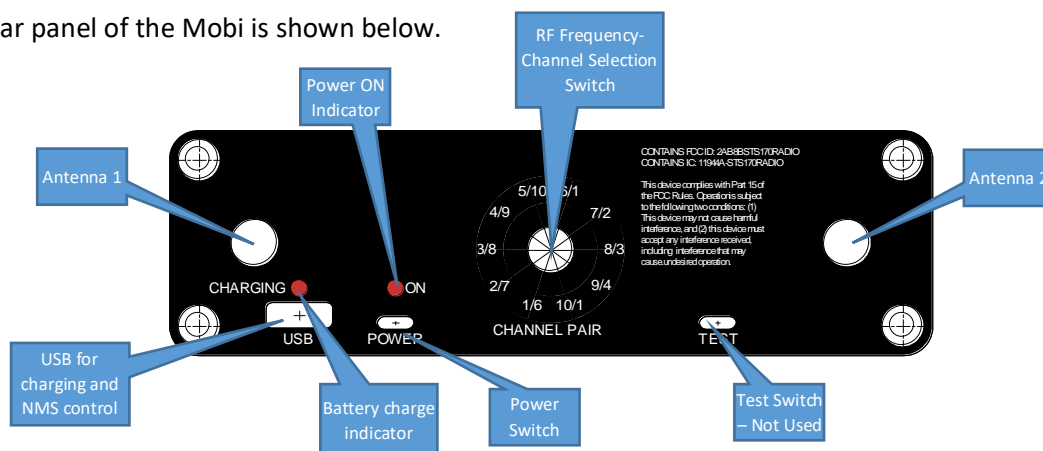 ar panel of the Mobi is shown below.
RF Frequency-
Channel Selection
Switch
Power ON
Indicator
Antenna 1
Antenna 2
CONTAINS FCC ID: 2AB8BSTS170RADIO
CONTAINS IC: 11944A-STS170RADIO
This device complies with Part 15 of
the FCC Rules. Operation is subject
to the following two conditions: (1)
This device may not cause harmful
interference, and (2) this device must
accept any interference received,
including interference that may
cause undesired operation.
5/10
6/1
4/9
7/2
3/8
8/3
2/7
9/4
1/6
10/1
CHANNEL PAIR
CHARGING
ON
USB
POWER
TEST
USB for
charging and
NMS control
Battery charge
indicator
Power
Switch
Test Switch
– Not Used